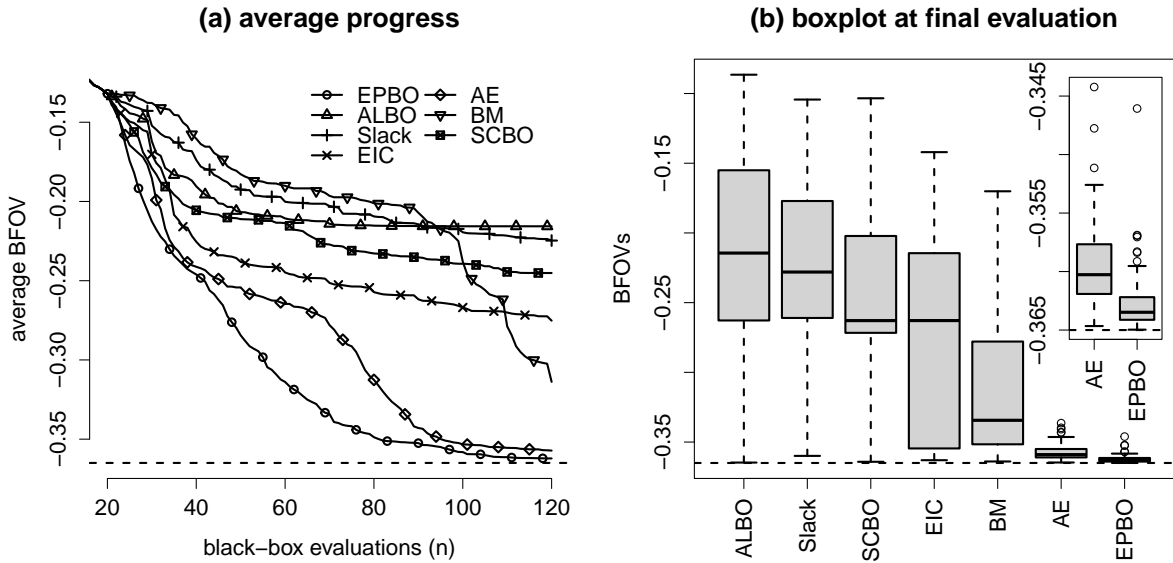 (a) average progress
average BFOV
−0.15
−0.20
−0.25
−0.30
−0.35
EPBO
ALBO
Slack
EIC
AE
BM
SCBO
20
40
60
80
100
120
black−box evaluations (n)
(b) boxplot at final evaluation
BFOVs
−0.15
−0.25
−0.35
ALBO
Slack
SCBO
EIC
BM
AE
EPBO
−0.345
−0.355
−0.365
AE
EPBO